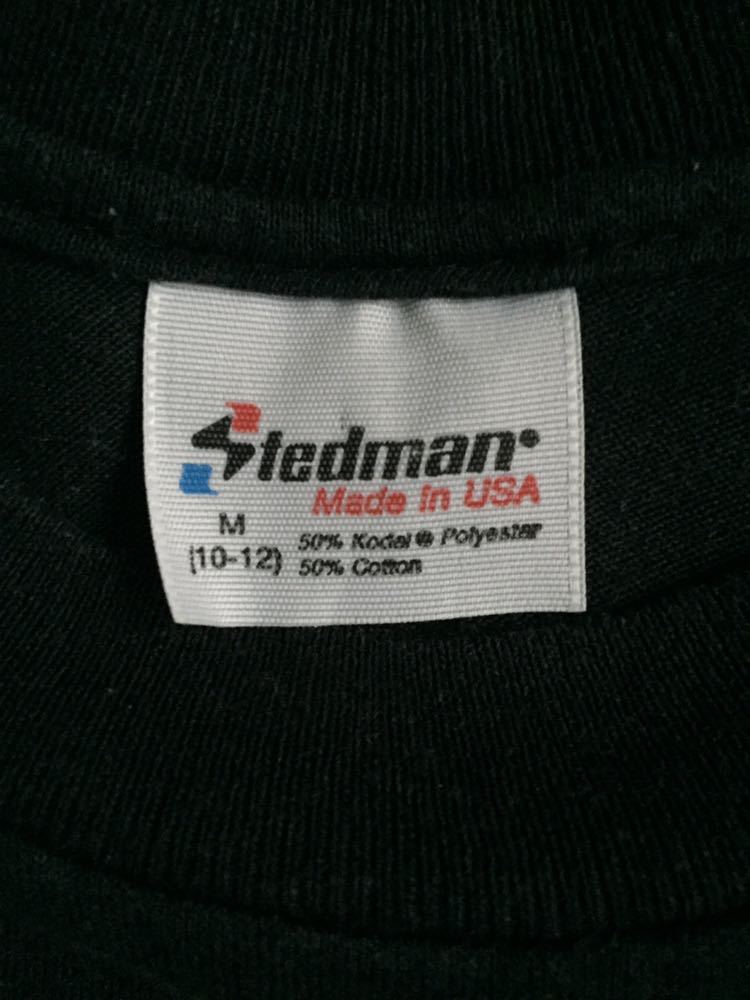 Stedman®
Made in USA
M
(10-12)
50% Kodel® Polyester
50% Cotton